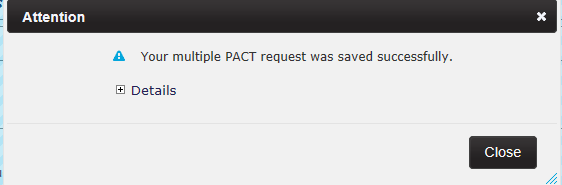 Attention
Your multiple PACT request was saved successfully.
Details
Close